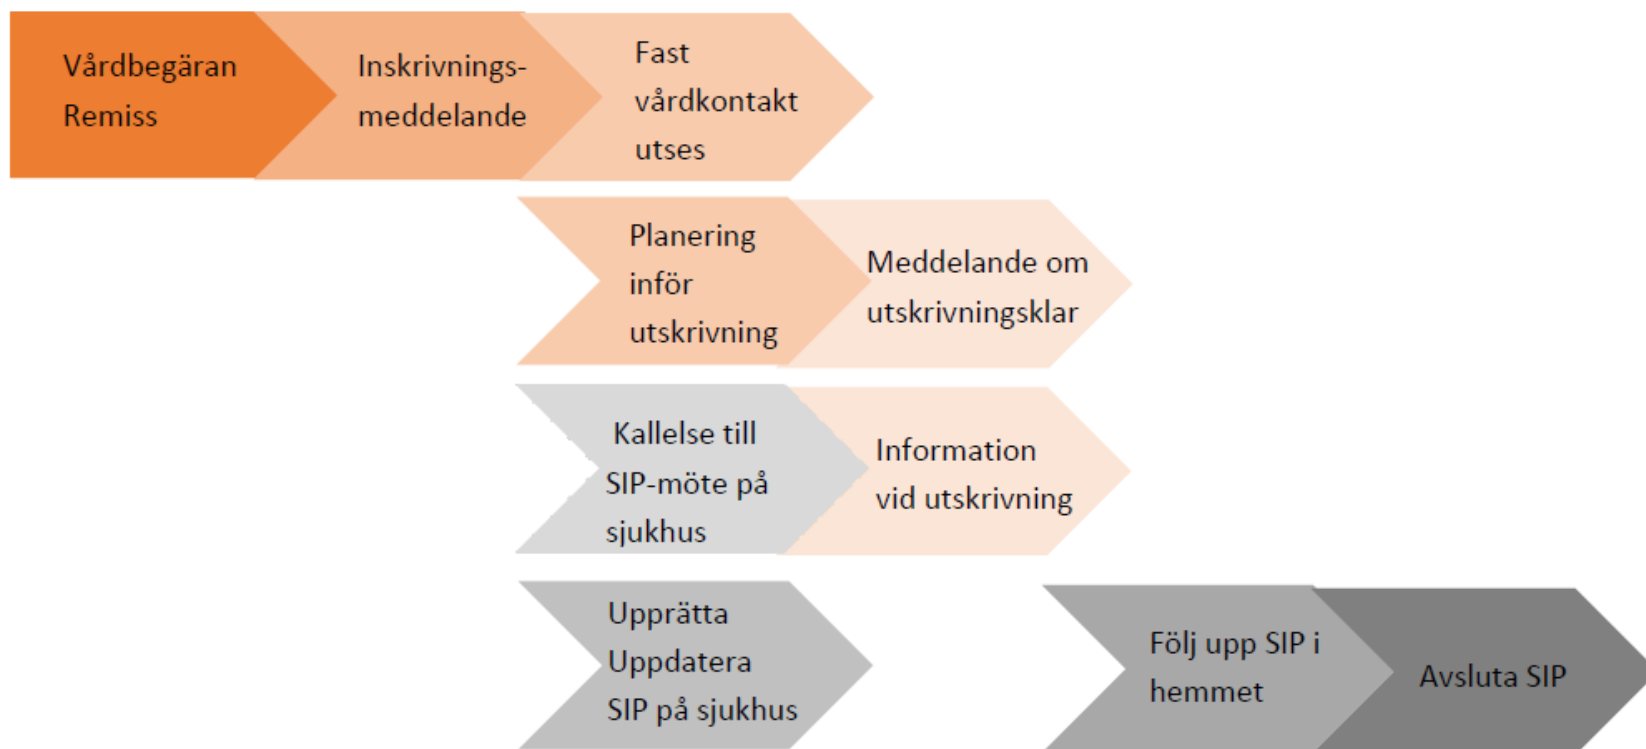 Vårdbegäran
Remiss
Inskrivnings-
meddelande
Fast
vårdkontakt
utses
Planering
inför
utskrivning
Meddelande om
utskrivningsklar
Kallelse till
SIP-möte på
sjukhus
Information
vid utskrivning
Upprätta
Uppdatera
SIP på sjukhus
Följ upp SIP i
hemmet
Avsluta SIP